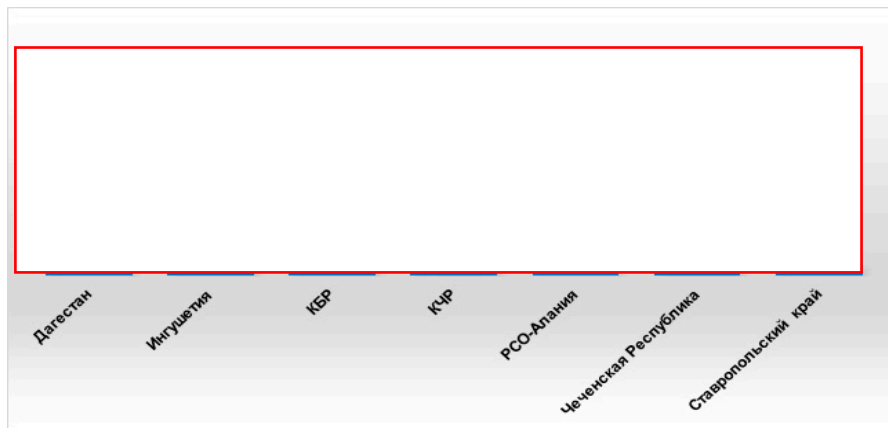 Дагестан
Ингушетия
КБР
КЧР
РСО-Алания
Чеченская Республика
Ставропольский край